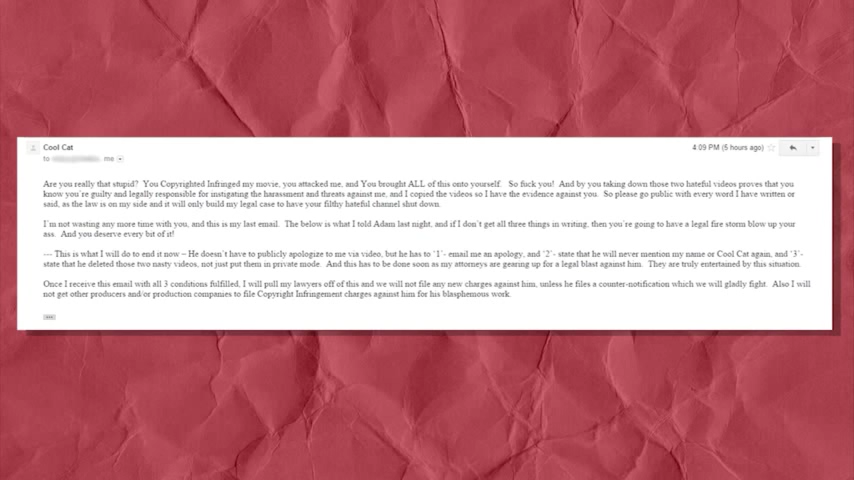 Cool Cat
4:09 PM (5 hours ago)
to me
Are you really that stupid? You Copyrighted Infringed my movie, you attacked me, and You brought ALL of this onto yourself. So fuck you! And by you taking down those two hateful videos proves that you
know you're guilty and legally responsible for instigating the harassment and threats against me, and I copied the videos so I have the evidence against you. So please go public with every word I have written or
said, as the law is on my side and it will only build my legal case to have your filthy hateful channel shut down.
I'm not wasting any more time with you, and this is my last email. The below is what I told Adam last night, and if I don't get all three things in writing, then you're going to have a legal fire storm blow up your
ass. And you deserve every bit of it!
--- This is what I will do to end it now – He doesn't have to publicly apologize to me via video, but he has to '1'- email me an apology, and '2'- state that he will never mention my name or Cool Cat again, and '3'-
state that he deleted those two nasty videos, not just put them in private mode. And this has to be done soon as my attorneys are gearing up for a legal blast against him. They are truly entertained by this situation.
Once I receive this email with all 3 conditions fulfilled, I will pull my lawyers off of this and we will not file any new charges against him, unless he files a counter-notification which we will gladly fight. Also I will
not get other producers and/or production companies to file Copyright Infringement charges against him for his blasphemous work.